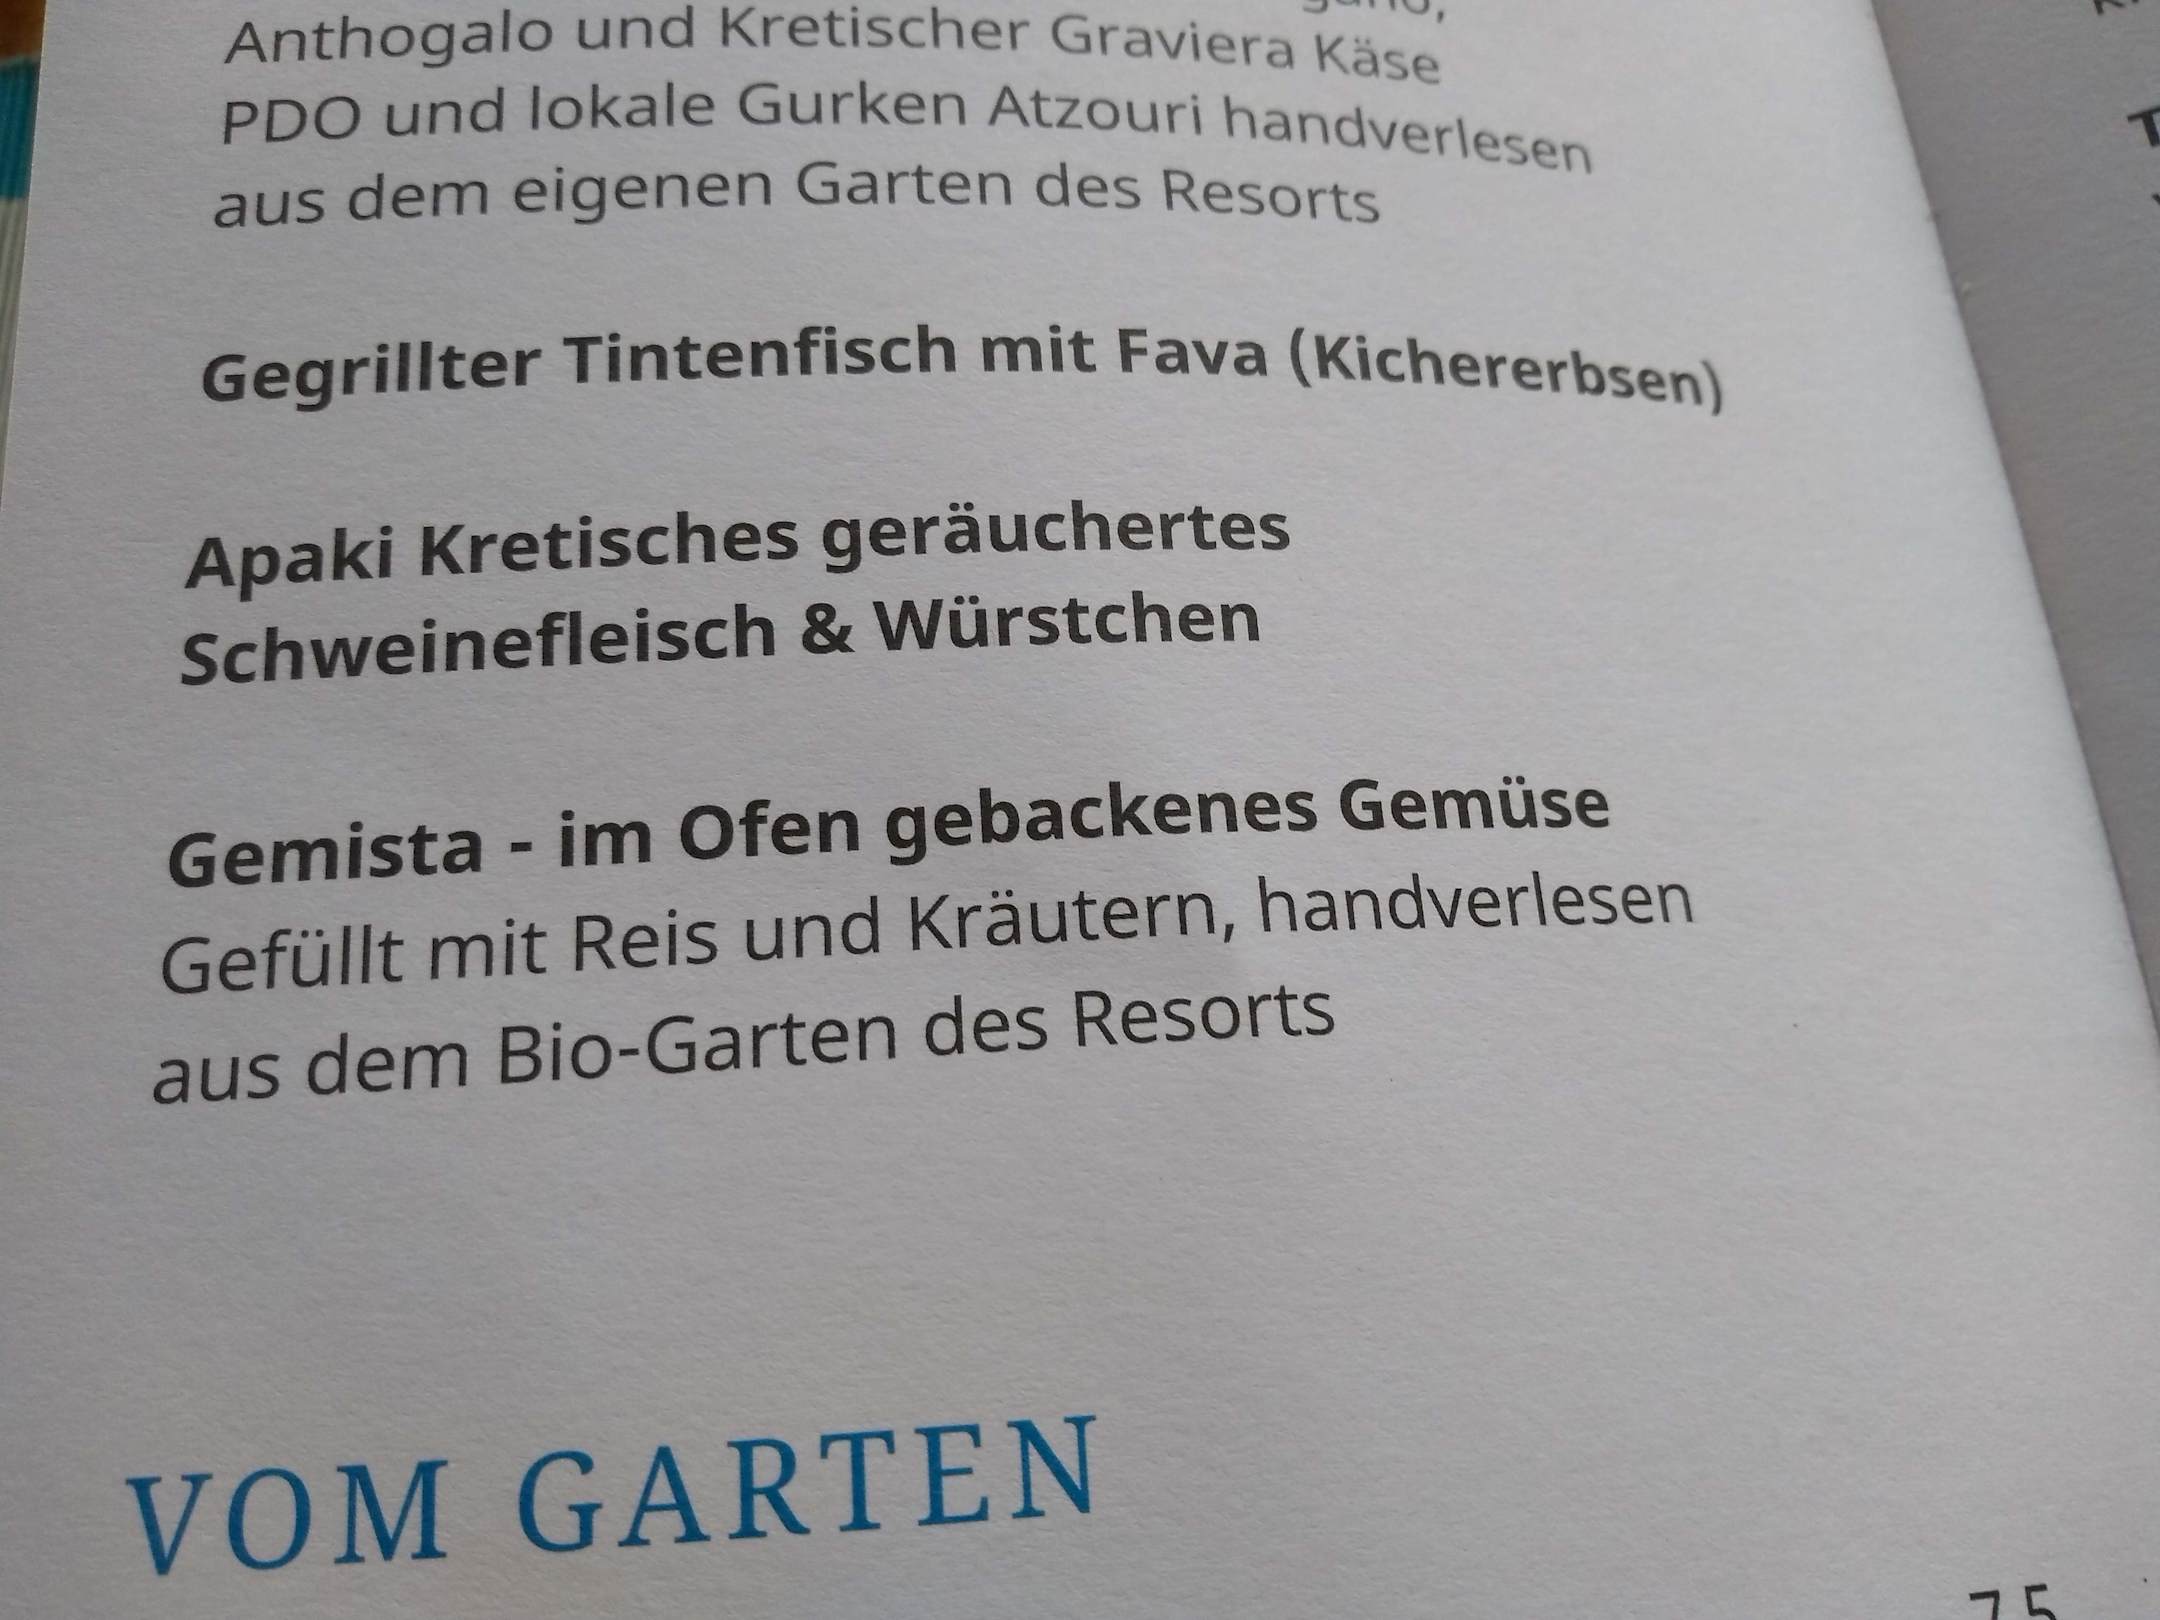 Anthogalo und Kretischer Graviera Käse
PDO und lokale Gurken Atzouri handverlesen
aus dem eigenen Garten des Resorts
Gegrillter Tintenfisch mit Fava (Kichererbsen)
Apaki Kretisches geräuchertes
Schweinefleisch & Würstchen
Gemista - im Ofen gebackenes Gemüse
Gefüllt mit Reis und Kräutern, handverlesen
aus dem Bio-Garten des Resorts
VOM GARTEN
75